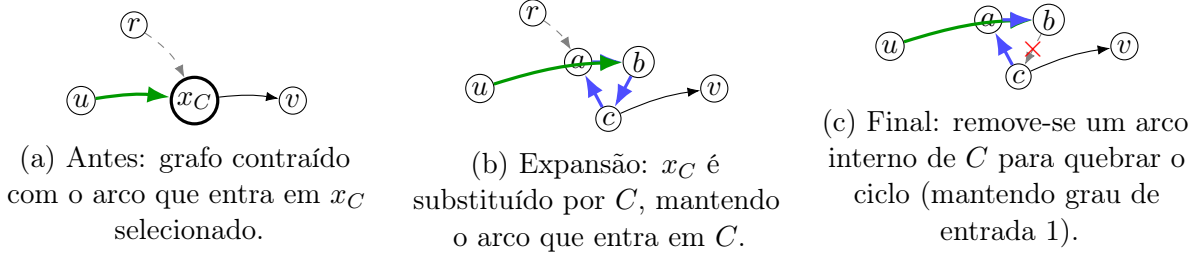 r
u
x_C
v
(a) Antes: grafo contraído
com o arco que entra em x_C
selecionado.
r
a
b
u
v
c
(b) Expansão: x_C é
substituído por C, mantendo
o arco que entra em C.
a
b
u
v
c
(c) Final: remove-se um arco
interno de C para quebrar o
ciclo (mantendo grau de
entrada 1).